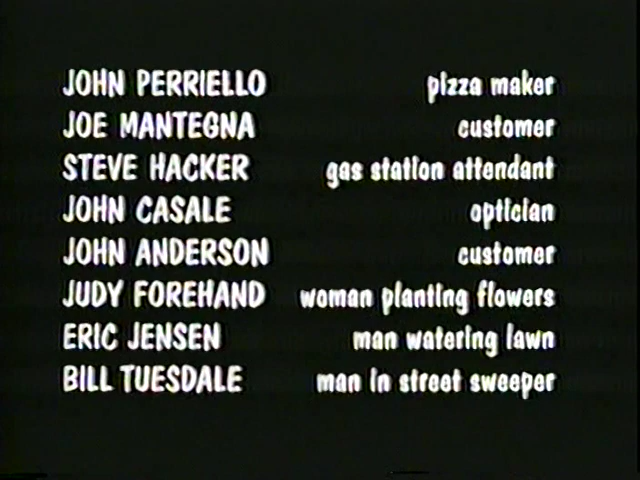 JOHN PERRIELLO pizza maker
JOE MANTEGNA customer
STEVE HACKER gas station attendant
JOHN CASALE optician
JOHN ANDERSON customer
JUDY FOREHAND woman planting flowers
ERIC JENSEN man watering lawn
BILL TUESDALE man in street sweeper